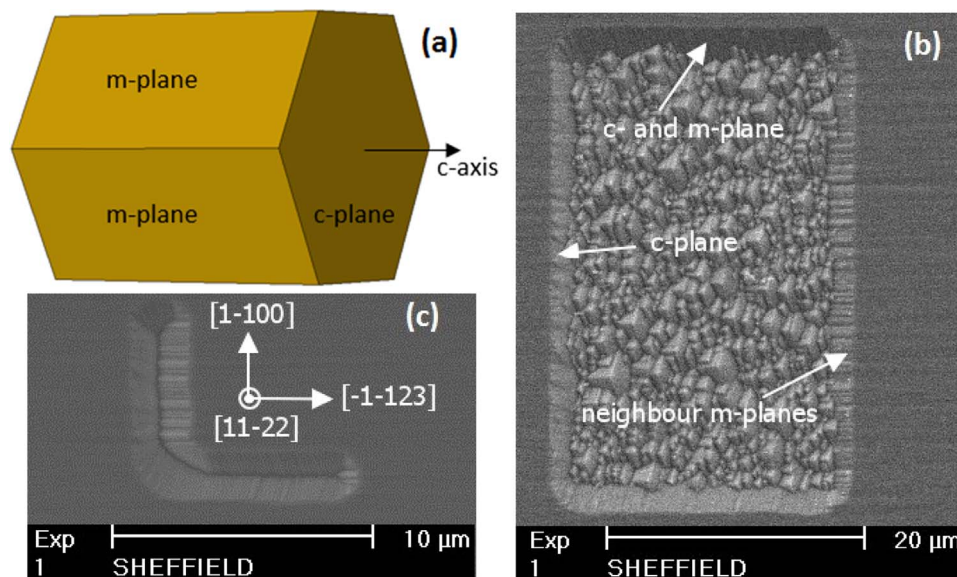 (a)
m-plane
m-plane
c-plane
c-axis
(b)
c- and m-plane
c-plane
neighbour m-planes
Exp
20 µm
1
SHEFFIELD
(c)
[1-100]
[-1-123]
[11-22]
Exp
10 µm
1
SHEFFIELD